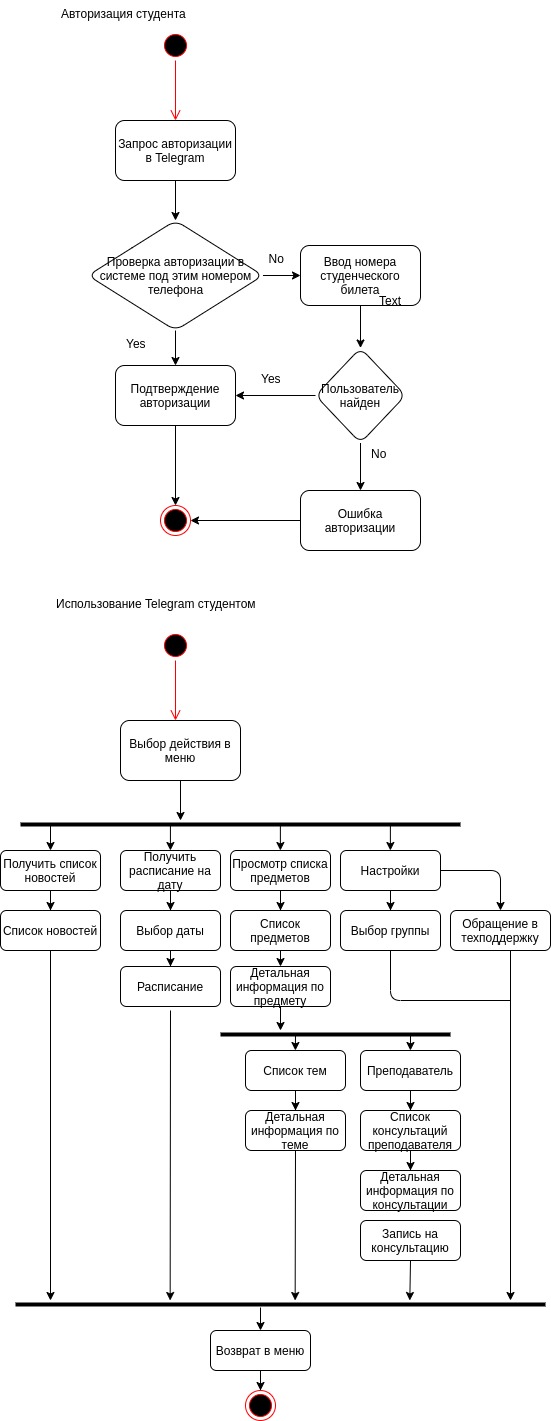 Авторизация студента
Запрос авторизации
в Telegram
Проверка авторизации в
системе под этим номером
телефона
No
Ввод номера
студенческого
билета
Text
Yes
Подтверждение
авторизации
Yes
Пользователь
найден
No
Ошибка
авторизации
Использование Telegram студентом
Выбор действия в
меню
Получить список
новостей
Получить
расписание на
дату
Просмотр списка
предметов
Настройки
Список новостей
Выбор даты
Список
предметов
Выбор группы
Обращение в
техподдержку
Расписание
Детальная
информация по
предмету
Список тем
Преподаватель
Детальная
информация по
теме
Список
консультаций
преподавателя
Детальная
информация по
консультации
Запись на
консультацию
Возврат в меню